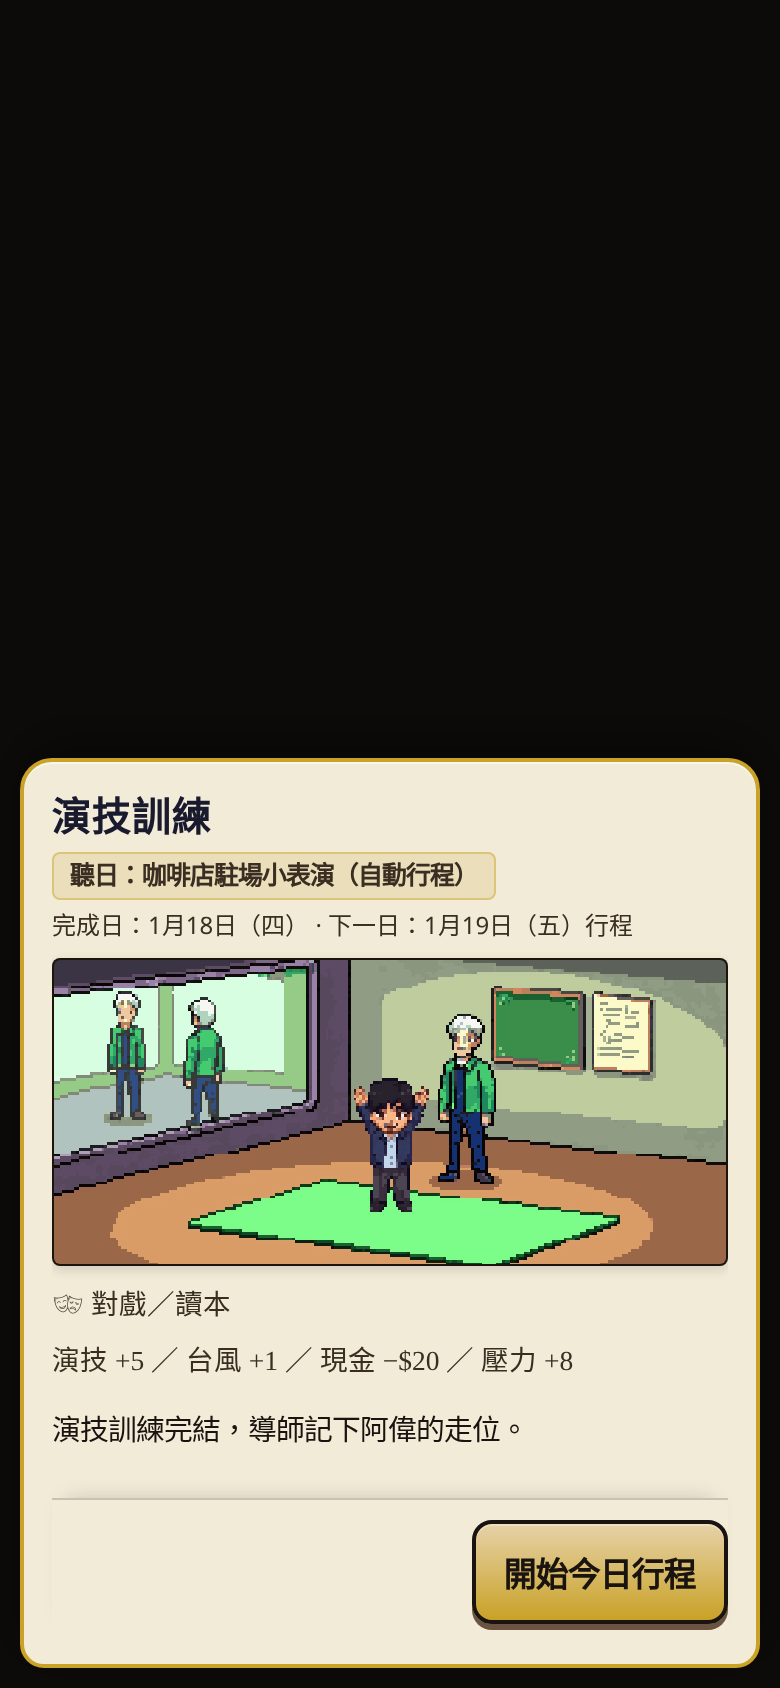 演技訓練
聽日：咖啡店駐場小表演（自動行程）
完成日：1月18日（四） · 下一日：1月19日（五）行程
🎭 對戲／讀本
演技 +5 ／ 台風 +1 ／ 現金 −$20 ／ 壓力 +8
演技訓練完結，導師記下阿偉的走位。
開始今日行程